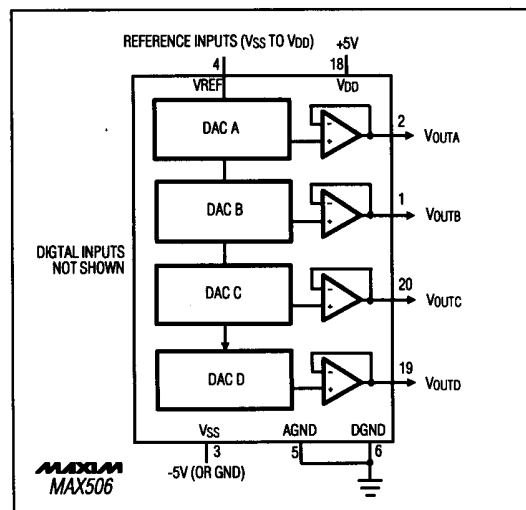 REFERENCE INPUTS (VSS TO VDD)
+5V
4
18
VREF
VDD
DAC A
2
VOUTA
DAC B
1
VOUTB
DIGTAL INPUTS
NOT SHOWN
DAC C
20
VOUTC
DAC D
19
VOUTD
VSS
AGND
DGND
3
5
6
-5V (OR GND)
MAXIM
MAX506